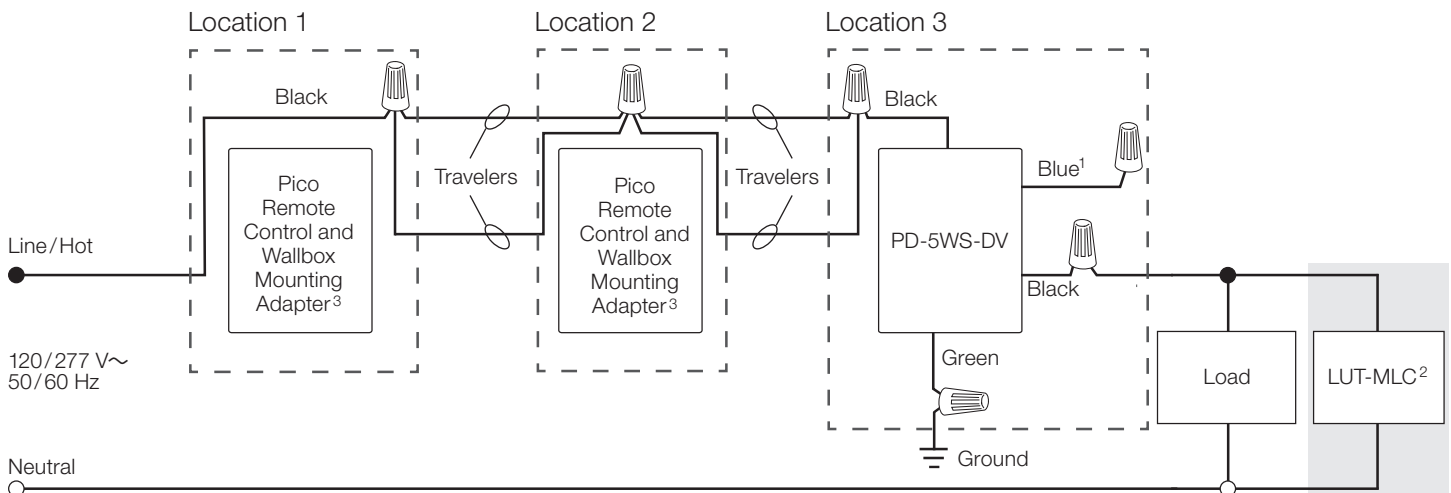 Location 1
Location 2
Location 3
Black
Black
Travelers
Travelers
Blue¹
Pico
Remote
Control and
Wallbox
Mounting
Adapter³
Pico
Remote
Control and
Wallbox
Mounting
Adapter³
PD-5WS-DV
Line/Hot
Black
120/277 V~
50/60 Hz
Green
Load
LUT-MLC²
Ground
Neutral